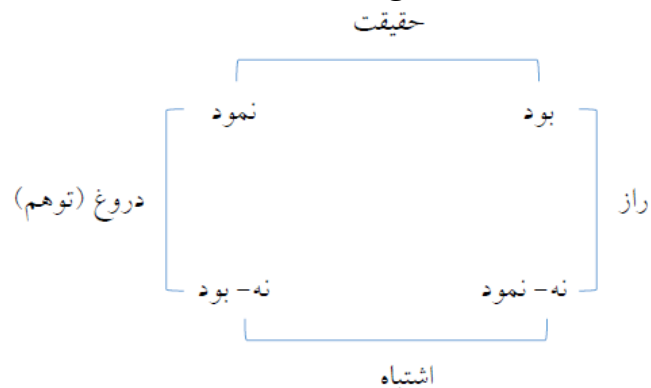 حقیقت
بود نمود
راز دروغ (توهم)
نه- نمود نه- بود
اشتباه